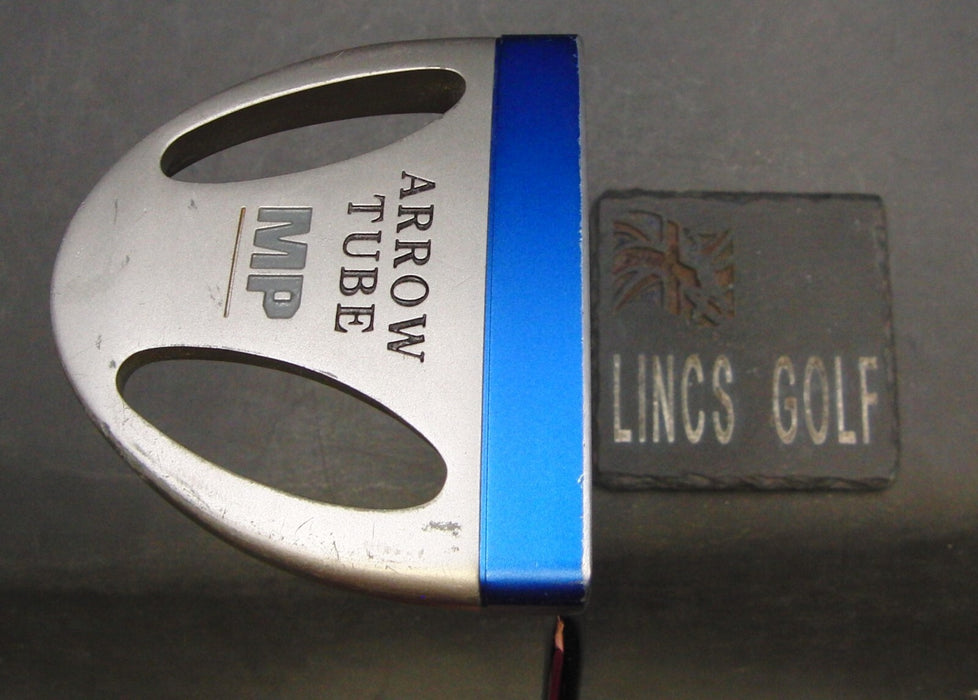 ARROW
TUBE
MP
LINCS GOLF